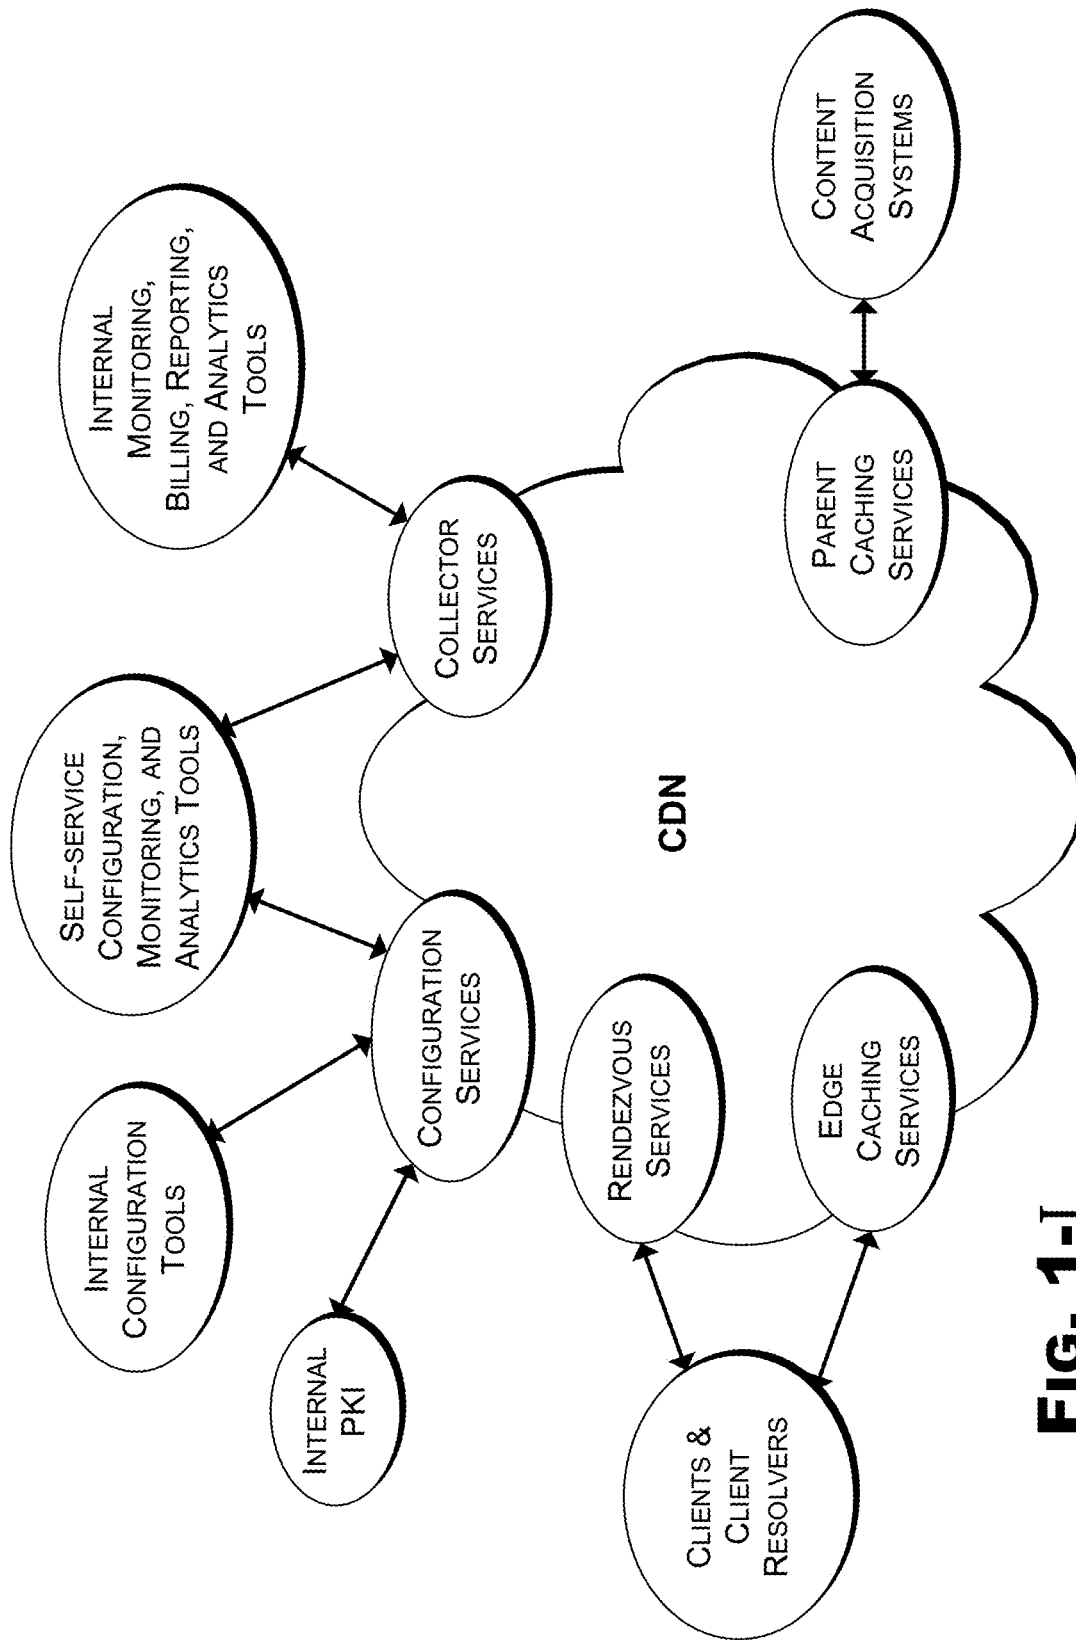 INTERNAL
MONITORING,
BILLING, REPORTING,
AND ANALYTICS
TOOLS
SELF-SERVICE
CONFIGURATION,
MONITORING, AND
ANALYTICS TOOLS
INTERNAL
CONFIGURATION
TOOLS
INTERNAL
PKI
COLLECTOR
SERVICES
CONFIGURATION
SERVICES
CONTENT
ACQUISITION
SYSTEMS
PARENT
CACHING
SERVICES
CDN
RENDEZVOUS
SERVICES
EDGE
CACHING
SERVICES
CLIENTS &
CLIENT
RESOLVERS
FIG. 1-I